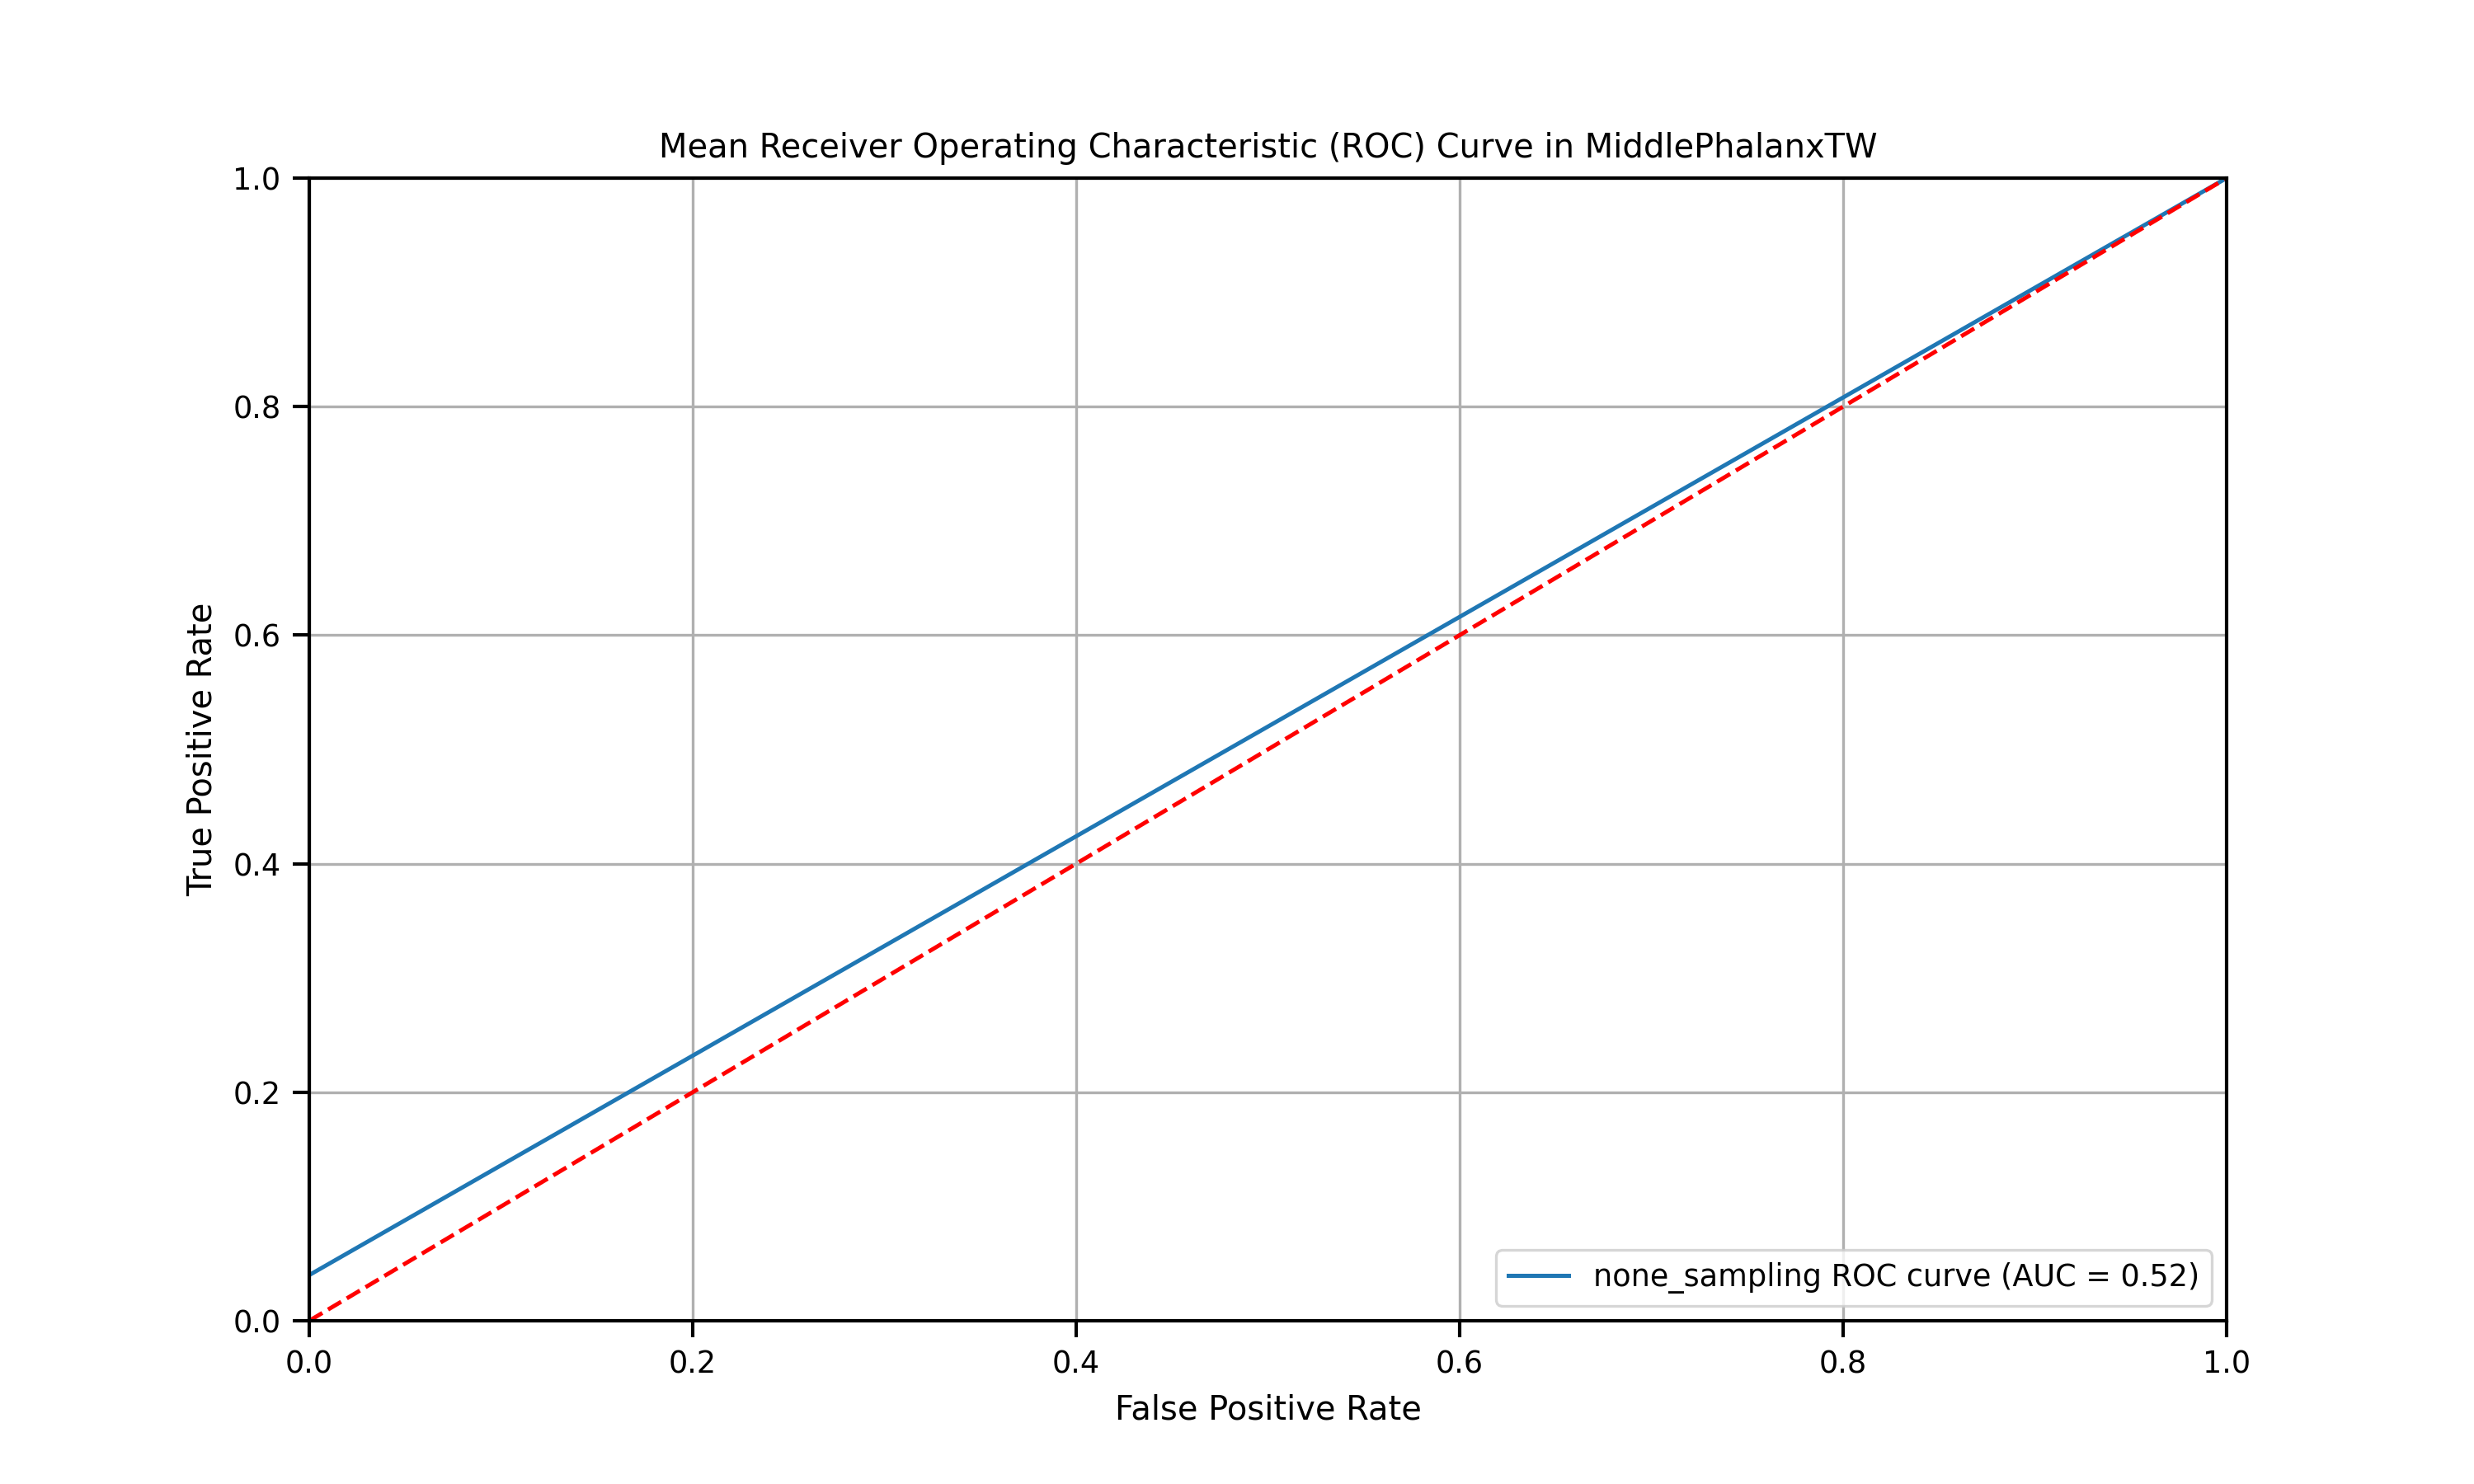 Mean Receiver Operating Characteristic (ROC) Curve in MiddlePhalanxTW
1.0
0.8
0.6
0.4
0.2
0.0
True Positive Rate
none_sampling ROC curve (AUC = 0.52)
0.0 0.2 0.4 0.6 0.8 1.0
False Positive Rate